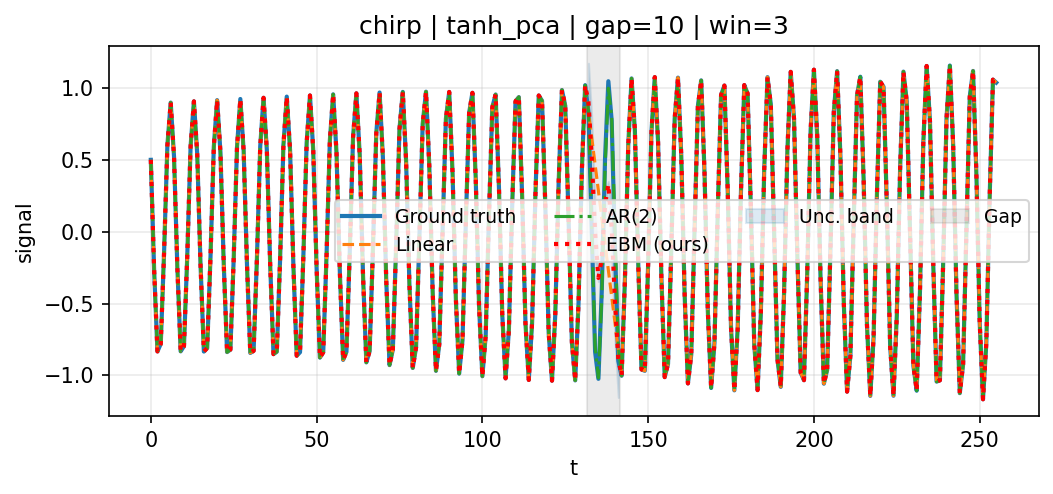 chirp | tanh_pca | gap=10 | win=3
signal
1.0
0.5
0.0
−0.5
−1.0
Ground truth
Linear
AR(2)
EBM (ours)
Unc. band
Gap
0 50 100 150 200 250
t